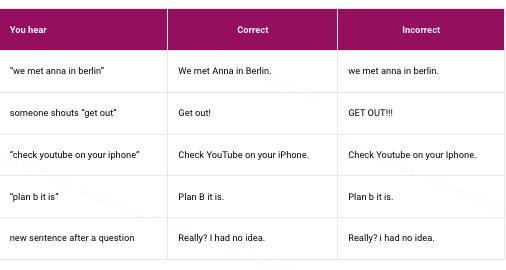 You hear Correct Incorrect
“we met anna in berlin” We met Anna in Berlin. we met anna in berlin.
someone shouts “get out” Get out! GET OUT!!!
“check youtube on your iphone” Check YouTube on your iPhone. Check Youtube on your Iphone.
“plan b it is” Plan B it is. Plan b it is.
new sentence after a question Really? I had no idea. Really? i had no idea.